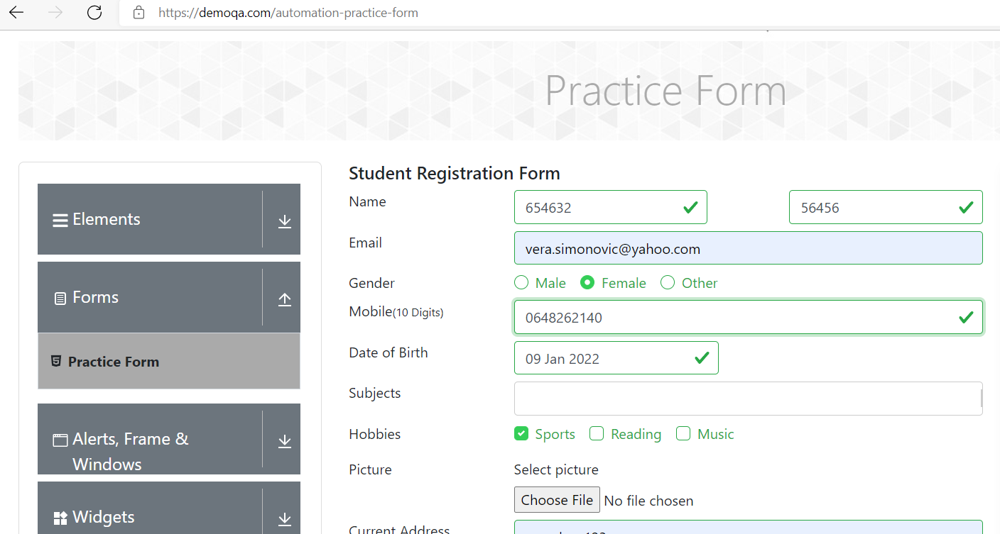 https://demoqa.com/automation-practice-form
Practice Form
Elements
Forms
Practice Form
Alerts, Frame &
Windows
Widgets
Student Registration Form
Name 654632 56456
Email vera.simonovic@yahoo.com
Gender Male Female Other
Mobile(10 Digits) 0648262140
Date of Birth 09 Jan 2022
Subjects
Hobbies Sports Reading Music
Picture Select picture
Choose File No file chosen
Current Address